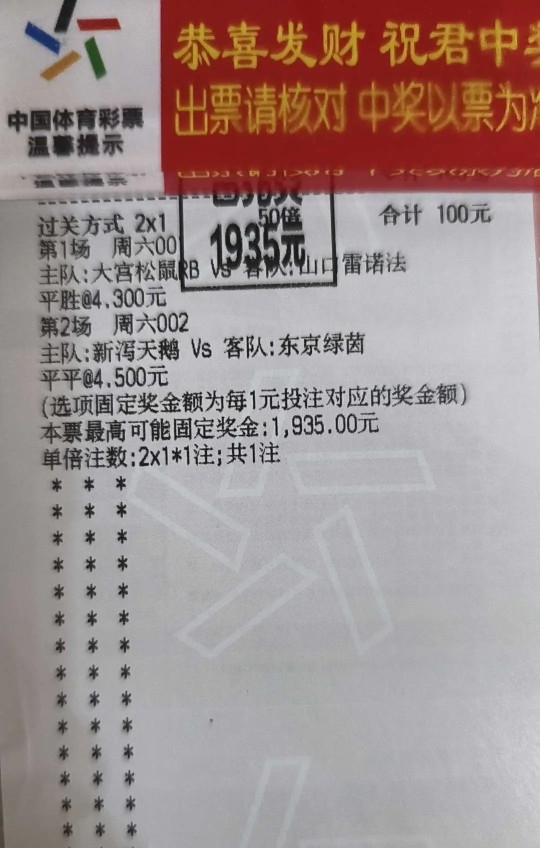 恭喜发财 祝君中奖
出票请核对 中奖以票为
中国体育彩票
温馨提示
过关方式 2x1
50倍
合计 100元
1935元
第1场 周六00
主队:大宫松鼠RB Vs 客队:山口雷诺法
平胜@4.300元
第2场 周六002
主队:新泻天鹅 Vs 客队:东京绿茵
平平@4.500元
(选项固定奖金额为每1元投注对应的奖金额)
本票最高可能固定奖金:1,935.00元
单倍注数:2x1*1注;共1注
* * *
* * *
* * *
* * *
* * *
* * *
* * *
* * *
* * *
* * *
* * *
* * *
* * *
* * *